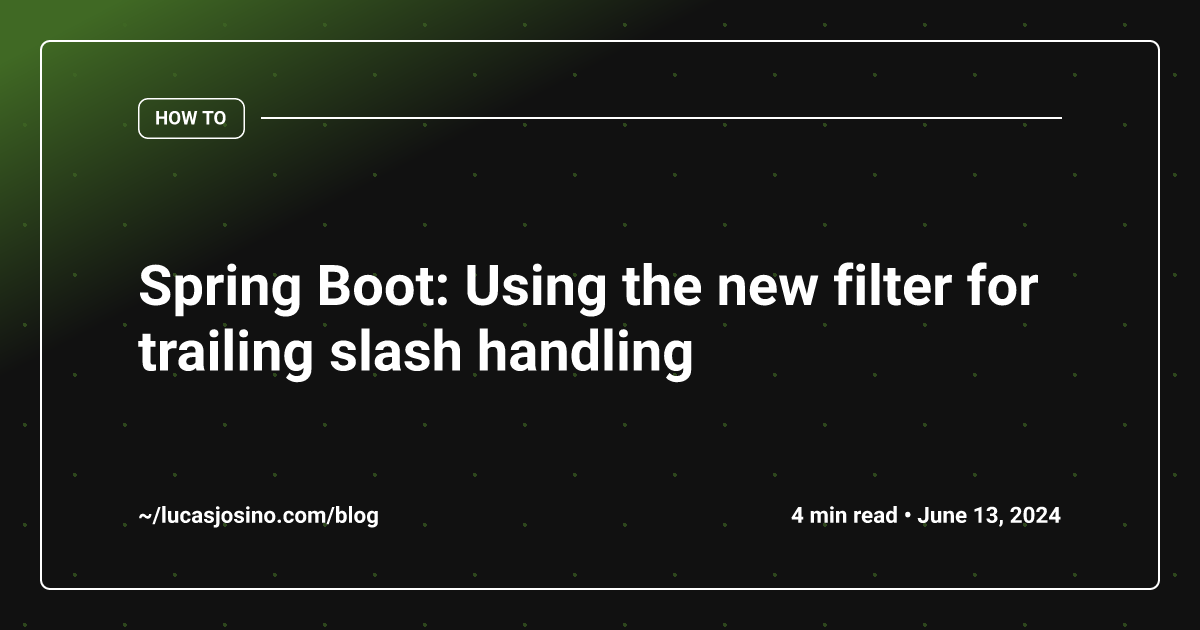 HOW TO
Spring Boot: Using the new filter for
trailing slash handling
~/lucasjosino.com/blog
4 min read • June 13, 2024